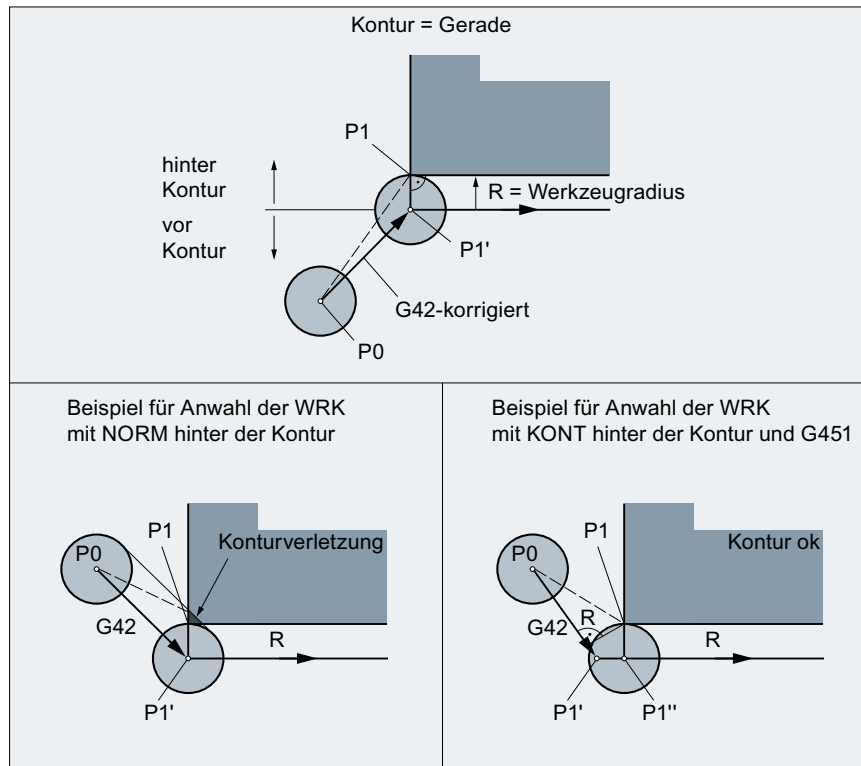 Kontur = Gerade
P1
hinter
Kontur
R = Werkzeugradius
vor
Kontur
P1'
G42-korrigiert
P0
Beispiel für Anwahl der WRK
mit NORM hinter der Kontur
P1
P0
Konturverletzung
G42
R
P1'
Beispiel für Anwahl der WRK
mit KONT hinter der Kontur und G451
P1
P0
Kontur ok
G42
R
R
P1'
P1''